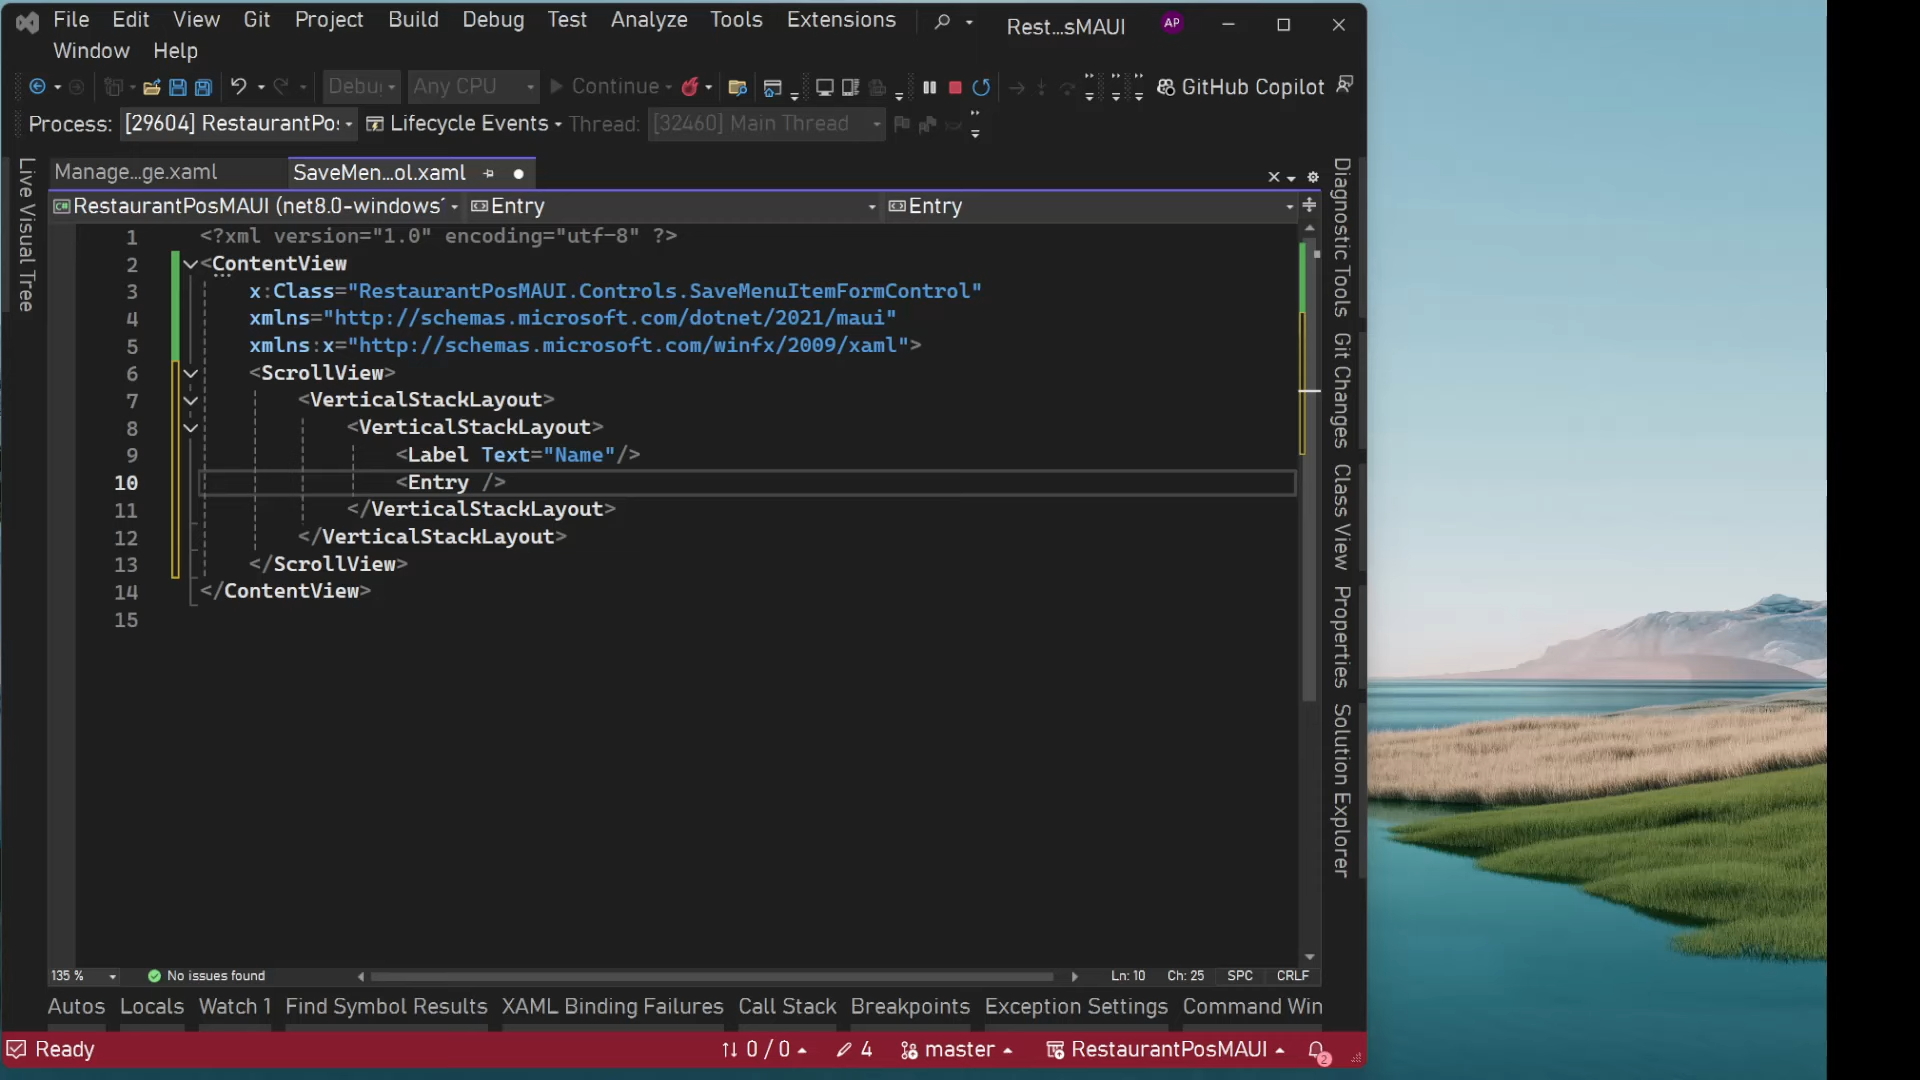 File Edit View Git Project Build Debug Test Analyze Tools Extensions Rest...sMAUI AP
Window Help
Debug Any CPU Continue GitHub Copilot
Process: [29604] RestaurantPos Lifecycle Events Thread: [32460] Main Thread
Manage...ge.xaml SaveMen...ol.xaml
RestaurantPosMAUI (net8.0-windows1 Entry Entry
1 <?xml version="1.0" encoding="utf-8" ?>
2 <ContentView
3 x:Class="RestaurantPosMAUI.Controls.SaveMenuItemFormControl"
4 xmlns="http://schemas.microsoft.com/dotnet/2021/maui"
5 xmlns:x="http://schemas.microsoft.com/winfx/2009/xaml">
6 <ScrollView>
7 <VerticalStackLayout>
8 <VerticalStackLayout>
9 <Label Text="Name"/>
10 <Entry />
11 </VerticalStackLayout>
12 </VerticalStackLayout>
13 </ScrollView>
14 </ContentView>
15
Live Visual Tree
Diagnostic Tools
Git Changes
Class View
Properties
Solution Explorer
135 % No issues found Ln: 10 Ch: 25 SPC CRLF
Autos Locals Watch 1 Find Symbol Results XAML Binding Failures Call Stack Breakpoints Exception Settings Command Win
Ready 0 / 0 4 master RestaurantPosMAUI 2